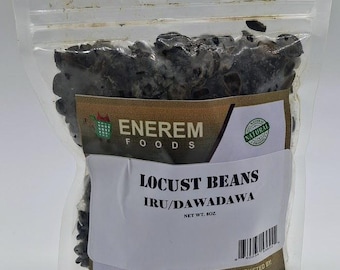 ENEREM
FOODS
NATURAL
LOCUST BEANS
IRU/DAWADAWA
NET WT. 8OZ.